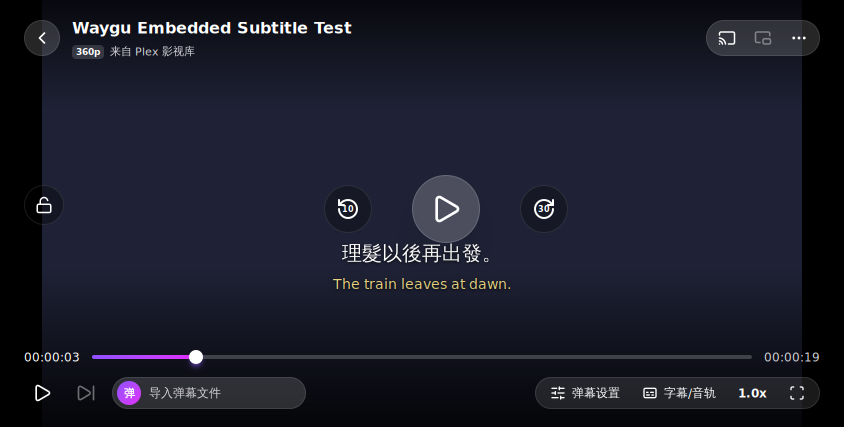 Waygu Embedded Subtitle Test
360p 来自 Plex 影视库
10
30
理髮以後再出發。
The train leaves at dawn.
00:00:03
00:00:19
弹 导入弹幕文件
弹幕设置 字幕/音轨 1.0x